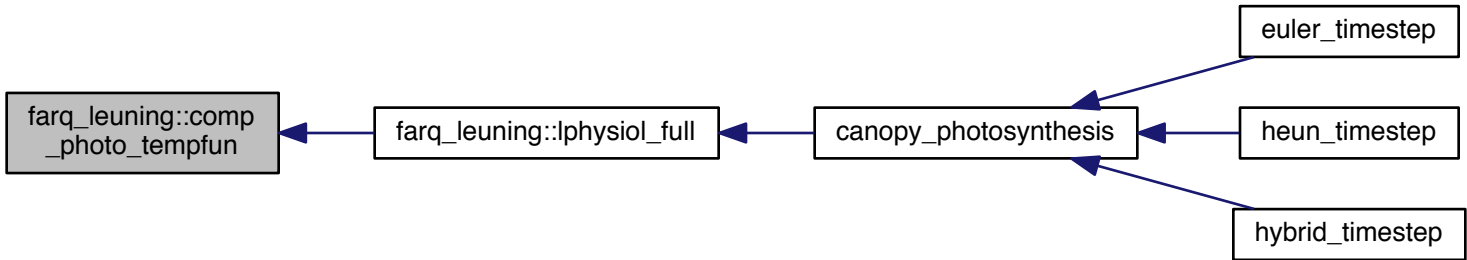 farq_leuning::comp
_photo_tempfun
farq_leuning::lphysiol_full
canopy_photosynthesis
euler_timestep
heun_timestep
hybrid_timestep